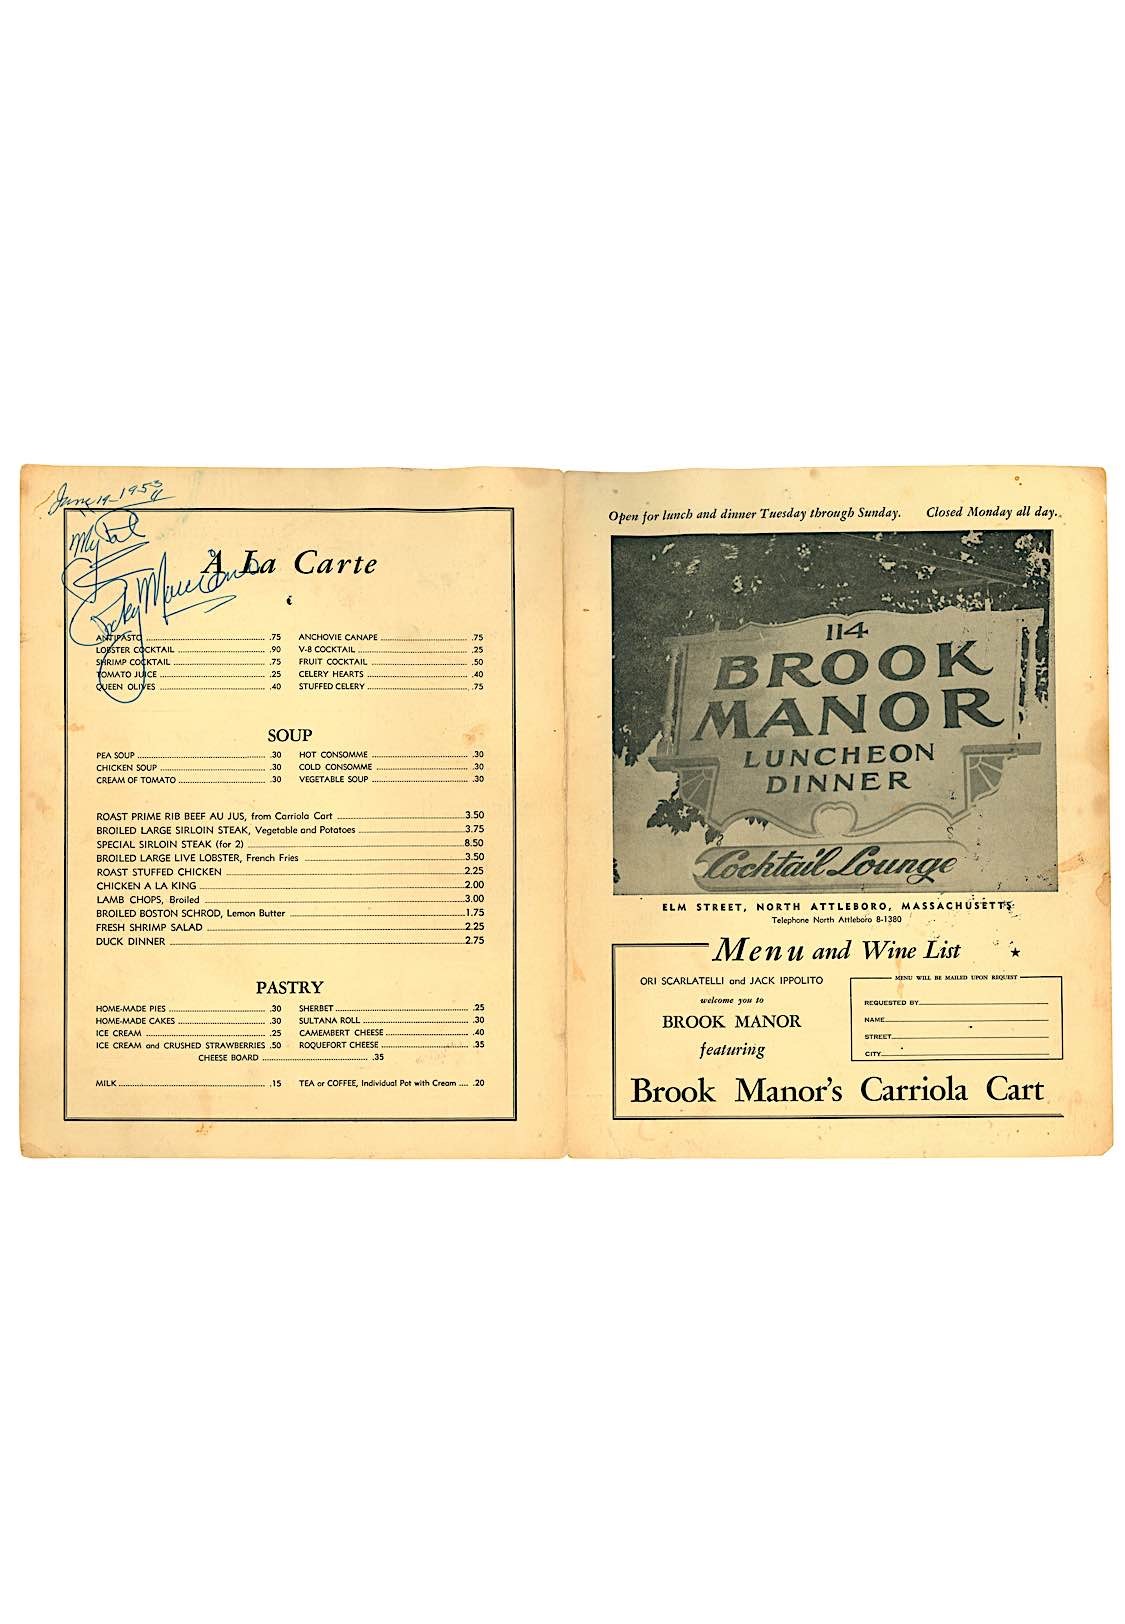 June 19-1953
My Pal
Rocky Marciano
A La Carte
ANTIPASTO .75
LOBSTER COCKTAIL .90
SHRIMP COCKTAIL .75
TOMATO JUICE .25
QUEEN OLIVES .40
ANCHOVIE CANAPE .75
V-8 COCKTAIL .25
FRUIT COCKTAIL .50
CELERY HEARTS .40
STUFFED CELERY .75
SOUP
PEA SOUP .30
CHICKEN SOUP .30
CREAM OF TOMATO .30
HOT CONSOMME .30
COLD CONSOMME .30
VEGETABLE SOUP .30
ROAST PRIME RIB BEEF AU JUS, from Carriola Cart 3.50
BROILED LARGE SIRLOIN STEAK, Vegetable and Potatoes 3.75
SPECIAL SIRLOIN STEAK (for 2) 8.50
BROILED LARGE LIVE LOBSTER, French Fries 3.50
ROAST STUFFED CHICKEN 2.25
CHICKEN A LA KING 2.00
LAMB CHOPS, Broiled 3.00
BROILED BOSTON SCHROD, Lemon Butter 1.75
FRESH SHRIMP SALAD 2.25
DUCK DINNER 2.75
PASTRY
HOME-MADE PIES .30
HOME-MADE CAKES .30
ICE CREAM .25
ICE CREAM and CRUSHED STRAWBERRIES .50
SHERBET .25
SULTANA ROLL .30
CAMEMBERT CHEESE .40
ROQUEFORT CHEESE .35
CHEESE BOARD .35
MILK .15
TEA or COFFEE, Individual Pot with Cream .20
Open for lunch and dinner Tuesday through Sunday. Closed Monday all day.
114
BROOK
MANOR
LUNCHEON
DINNER
Cocktail Lounge
ELM STREET, NORTH ATTLEBORO, MASSACHUSETTS
Telephone North Attleboro 8-1380
Menu and Wine List
ORI SCARLATELLI and JACK IPPOLITO
welcome you to
BROOK MANOR
featuring
MENU WILL BE MAILED UPON REQUEST
REQUESTED BY
NAME
STREET
CITY
Brook Manor's Carriola Cart